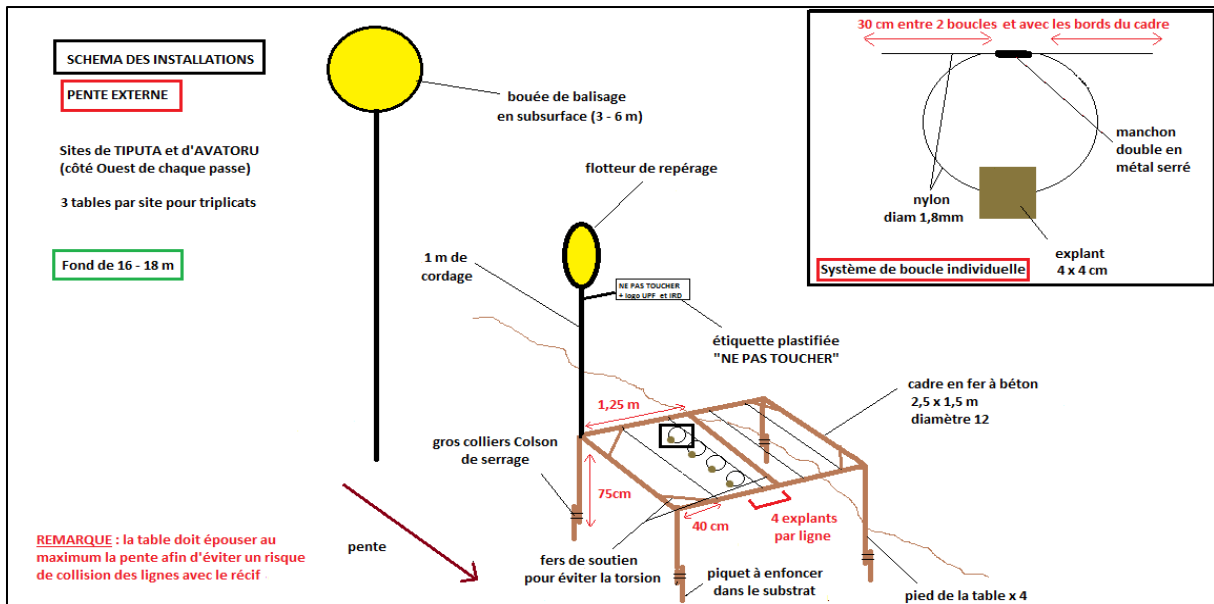 SCHEMA DES INSTALLATIONS
PENTE EXTERNE
Sites de TIPUTA et d'AVATORU
(côté Ouest de chaque passe)
3 tables par site pour triplicats
Fond de 16 - 18 m
bouée de balisage
en subsurface (3 - 6 m)
flotteur de repérage
1 m de
cordage
NE PAS TOUCHER
+ logo UPF et IRD
étiquette plastifiée
"NE PAS TOUCHER"
cadre en fer à béton
2,5 x 1,5 m
diamètre 12
1,25 m
gros colliers Colson
de serrage
75cm
40 cm
4 explants
par ligne
pente
fers de soutien
pour éviter la torsion
piquet à enfoncer
dans le substrat
pied de la table x 4
REMARQUE : la table doit épouser au
maximum la pente afin d'éviter un risque
de collision des lignes avec le récif
30 cm entre 2 boucles et avec les bords du cadre
manchon
double en
métal serré
nylon
diam 1,8mm
explant
4 x 4 cm
Système de boucle individuelle